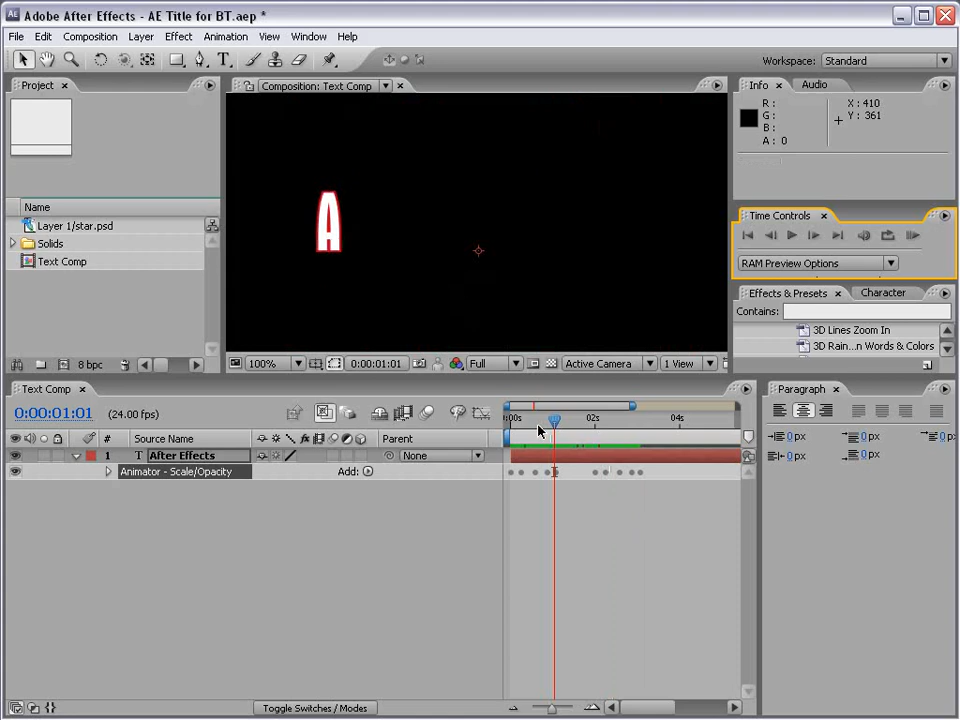 AE Adobe After Effects - AE Title for BT.aep *
File Edit Composition Layer Effect Animation View Window Help
T Workspace: Standard
Project × Composition: Text Comp × Info × Audio
R: X: 410
G: Y: 361
B:
A: 0
A
Name
Layer 1/star.psd
Solids
Text Comp
Time Controls ×
RAM Preview Options
Effects & Presets × Character
Contains:
3D Lines Zoom In
3D Rain...n Words & Colors
8 bpc 100% 0:00:01:01 Full Active Camera 1 View
Text Comp × Paragraph ×
0:00:01:01 (24.00 fps) :00s 02s 04s
# Source Name Parent
1 T After Effects None
Animator - Scale/Opacity Add:
0 px 0 px 0 px
0 px 0 px
Toggle Switches / Modes